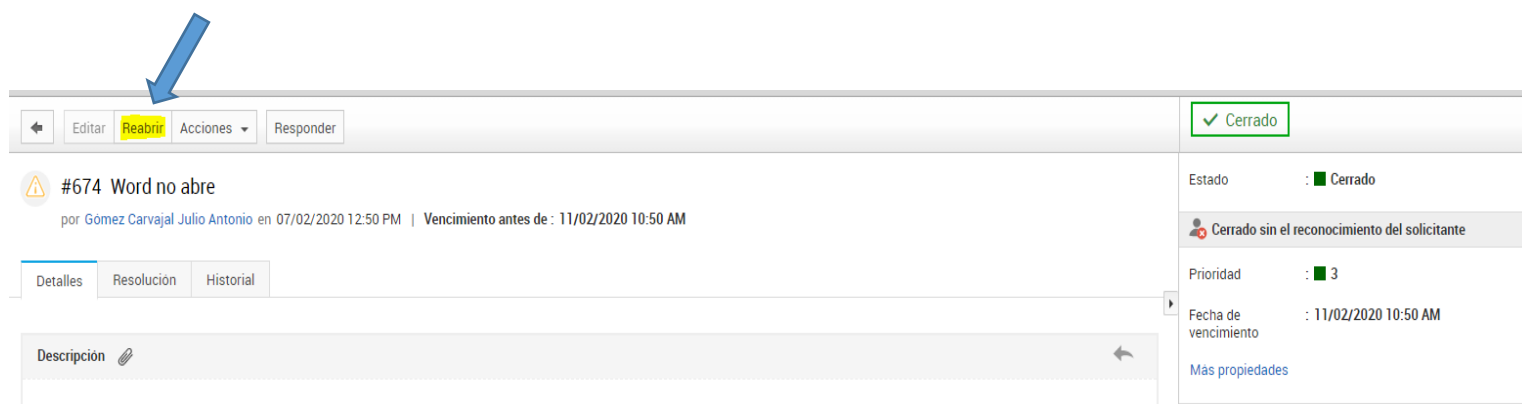 Editar Reabrir Acciones Responder
Cerrado
#674 Word no abre
por Gómez Carvajal Julio Antonio en 07/02/2020 12:50 PM | Vencimiento antes de : 11/02/2020 10:50 AM
Detalles Resolución Historial
Descripción
Estado : Cerrado
Cerrado sin el reconocimiento del solicitante
Prioridad : 3
Fecha de : 11/02/2020 10:50 AM
vencimiento
Más propiedades